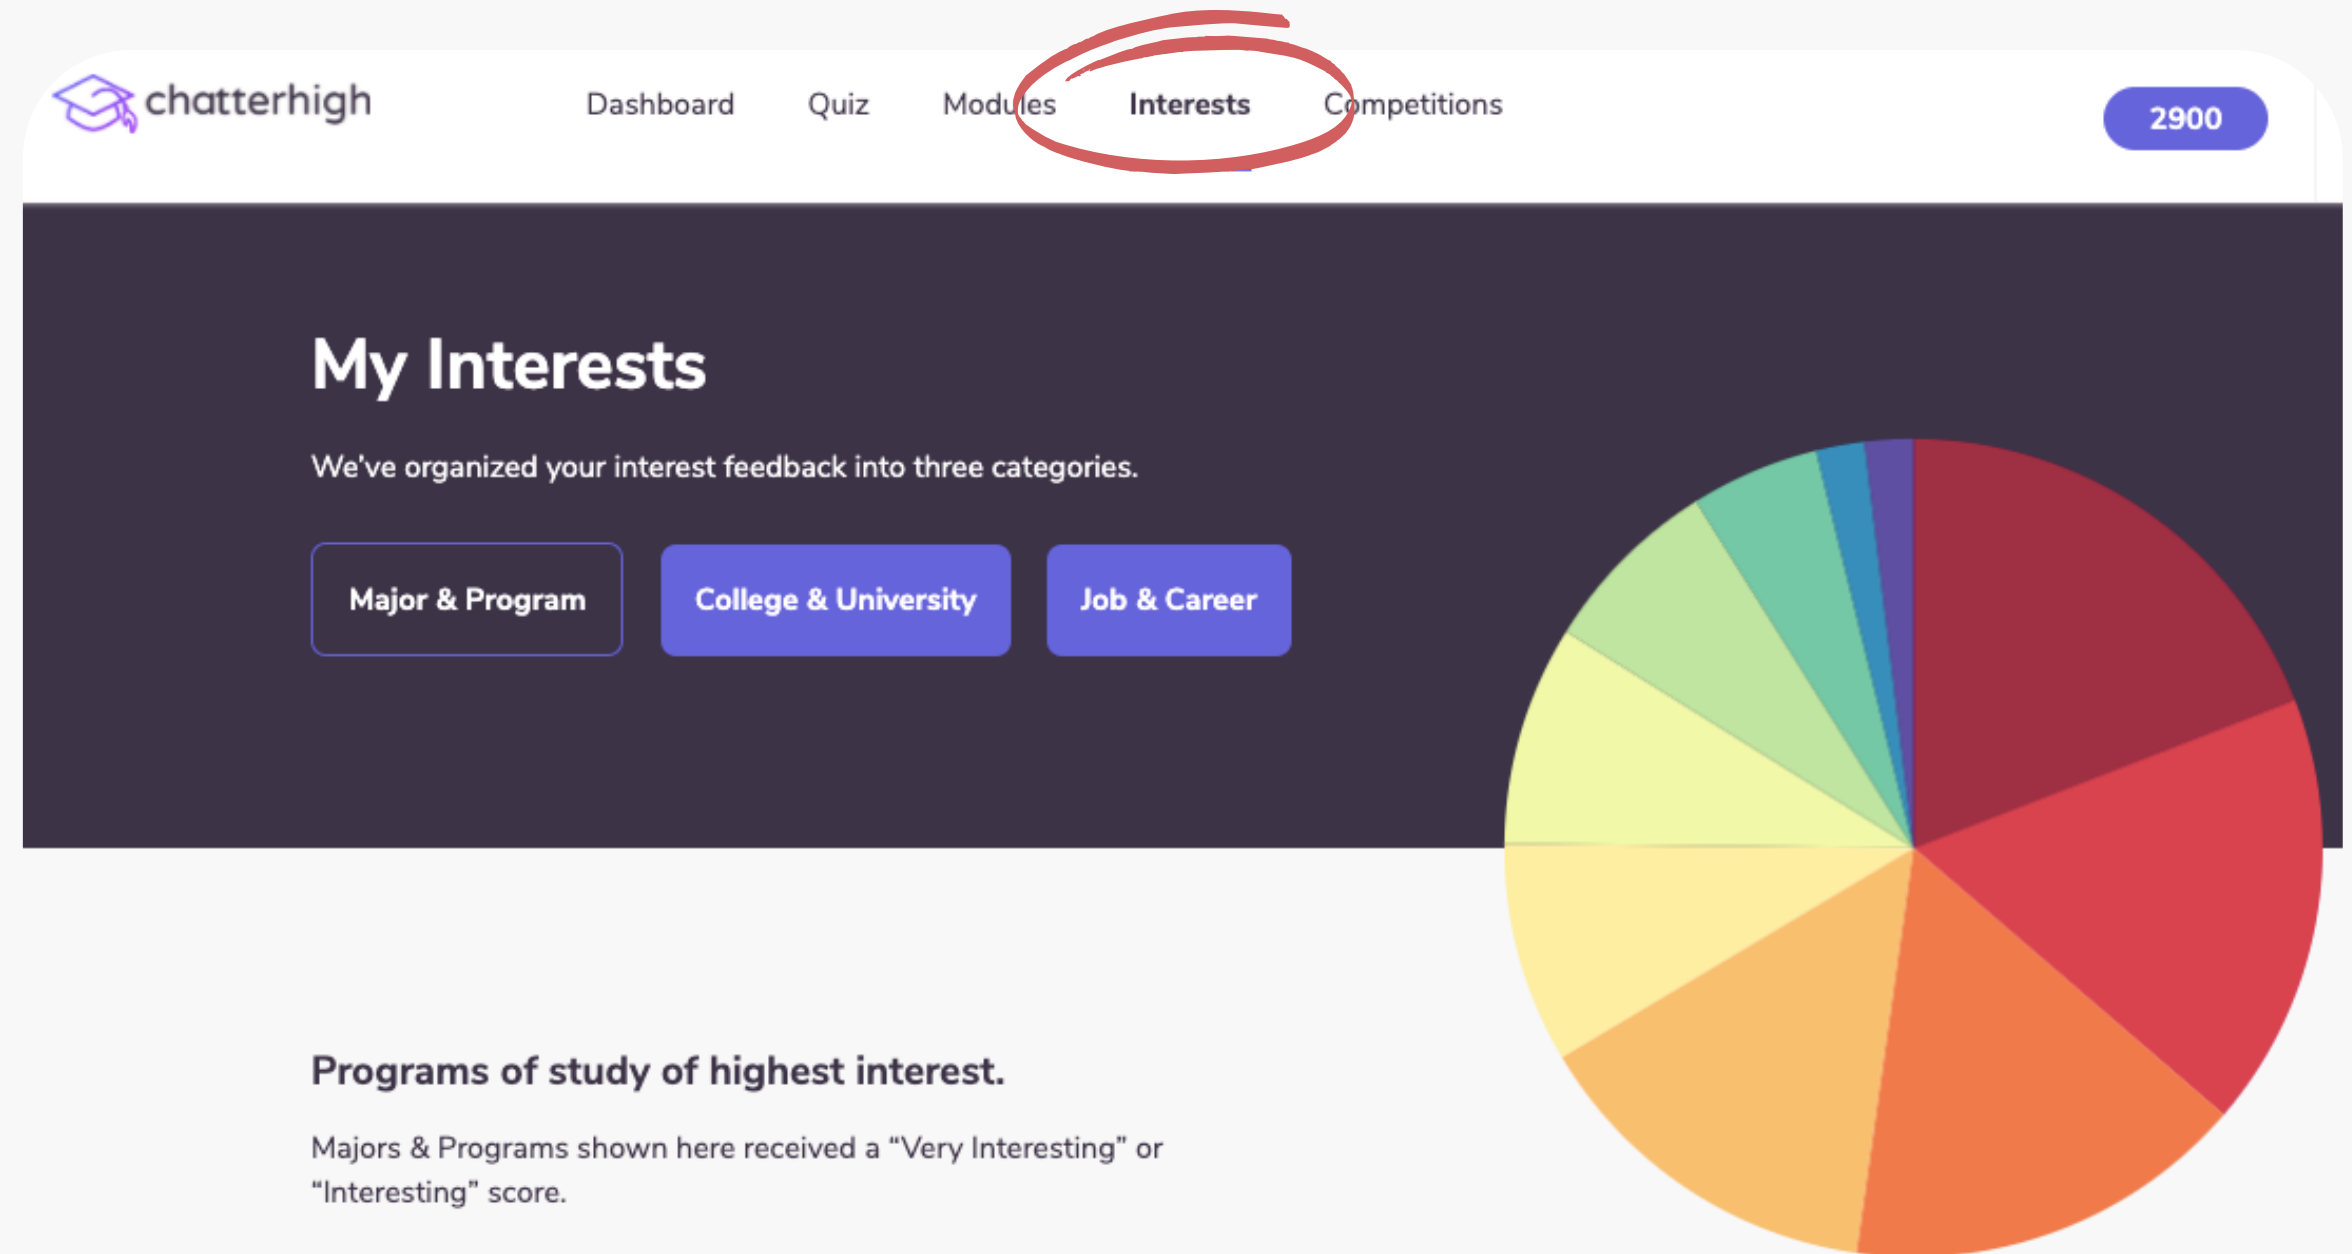 chatterhigh
Dashboard Quiz Modules Interests Competitions 2900
My Interests
We've organized your interest feedback into three categories.
Major & Program College & University Job & Career
Programs of study of highest interest.
Majors & Programs shown here received a “Very Interesting” or
“Interesting” score.